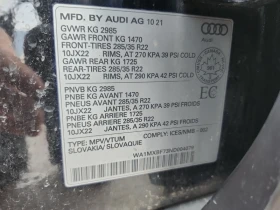 MFD. BY AUDI AG 10 21
GVWR KG 2985
GAWR FRONT KG 1470
FRONT-TIRES 285/35 R22
10JX22 RIMS, AT 270 KPA 39 PSI COLD
GAWR REAR KG 1725
REAR-TIRES 285/35 R22
10JX22 RIMS, A 290 KPA 42 PSI COLD
EC
PNVB KG 2985
PNBE KG AVANT 1470
PNEUS AVANT 285/35 R22
10JX22 JANTES, A 270 KPA 39 PSI FROIDS
PNBE KG ARRIERE 1725
PNEUS ARRIERE 285/35 R22
10JX22 JANTES, A 290 KPA 42 PSI FROIDS
TYPE: MPV/VTUM
SLOVAKIA/ SLOVAQUIE